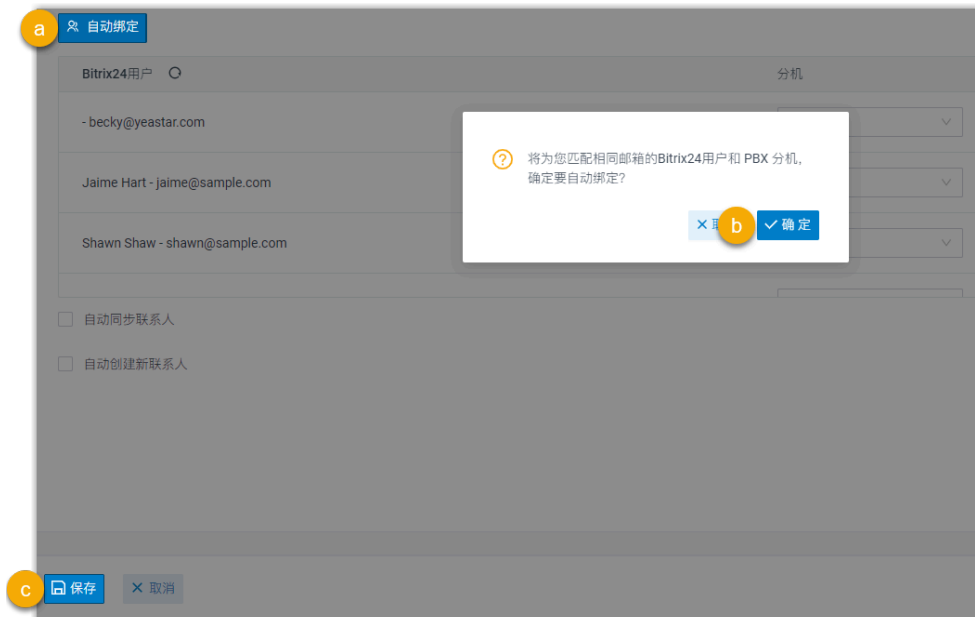 a
自动绑定
Bitrix24用户
分机
- becky@yeastar.com
将为您匹配相同邮箱的Bitrix24用户和 PBX 分机,
确定要自动绑定?
Jaime Hart - jaime@sample.com
b
确 定
Shawn Shaw - shawn@sample.com
自动同步联系人
自动创建新联系人
c
保存
取消